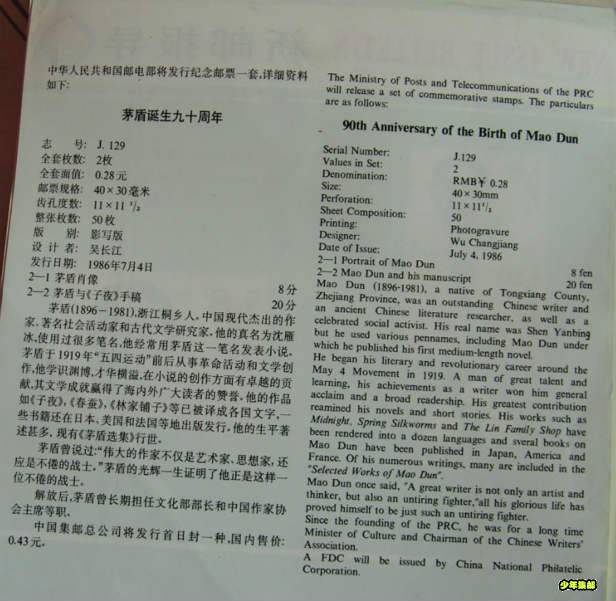 中华人民共和国邮电部将发行纪念邮票一套,详细资料
如下:
茅盾诞生九十周年
志　　号: J. 129
全套枚数: 2枚
全套面值: 0.28元
邮票规格: 40×30毫米
齿孔度数: 11×11 1/2
整张枚数: 50枚
版　　别: 影写版
设 计 者: 吴长江
发行日期: 1986年7月4日
2—1 茅盾肖像 8分
2—2 茅盾与《子夜》手稿 20分
茅盾(1896—1981),浙江桐乡人,中国现代杰出的作
家、著名社会活动家和古代文学研究家。他的真名为沈雁
冰,使用过很多笔名,他经常用茅盾这一笔名发表小说。
茅盾于1919年“五四运动”前后从事革命活动和文学创
作,他学识渊博,才华横溢,在小说的创作方面有卓越的贡
献,其文学成就赢得了海内外广大读者的赞誉。他的作品
如《子夜》,《春蚕》,《林家铺子》等已被译成各国文字,一
些书籍还在日本、美国和法国等地出版发行。他的生平著
述甚多,现有《茅盾选集》行世。
茅盾曾说过:“伟大的作家不仅是艺术家、思想家,还
应是不倦的战士。”茅盾的光辉一生证明了他正是这样一
位不倦的战士。
解放后,茅盾曾长期担任文化部部长和中国作家协
会主席等职。
中国集邮总公司将发行首日封一种,国内售价:
0.43元。
The Ministry of Posts and Telecommunications of the PRC
will release a set of commemorative stamps. The particulars
are as follows:
90th Anniversary of the Birth of Mao Dun
Serial Number: J.129
Values in Set: 2
Denomination: RMB￥ 0.28
Size: 40×30mm
Perforation: 11×11 1/2
Sheet Composition: 50
Printing: Photogravure
Designer: Wu Changjiang
Date of Issue: July 4, 1986
2—1 Portrait of Mao Dun 8 fen
2—2 Mao Dun and his manuscript 20 fen
Mao Dun (1896-1981), a native of Tongxiang County,
Zhejiang Province, was an outstanding Chinese writer and
an ancient Chinese literature researcher, as well as a
celebrated social activist. His real name was Shen Yanbing
but he used various pennames, including Mao Dun under
which he published his first medium-length novel.
He began his literary and revolutionary career around the
May 4 Movement in 1919. A man of great talent and
learning, his achievements as a writer won him general
acclaim and a broad readership. His greatest contribution
reamined his novels and short stories. His works such as
Midnight, Spring Silkworms and The Lin Family Shop have
been rendered into a dozen languages and sveral books on
Mao Dun have been published in Japan, America and
France. Of his numerous writings, many are included in the
"Selected Works of Mao Dun".
Mao Dun once said, "A great writer is not only an artist and
thinker, but also an untiring fighter,"all his glorious life has
proved himself to be just such an untiring fighter.
Since the founding of the PRC, he was for a long time
Minister of Culture and Chairman of the Chinese Writers'
Association.
A FDC will be issued by China National Philatelic
Corporation.
少年集邮